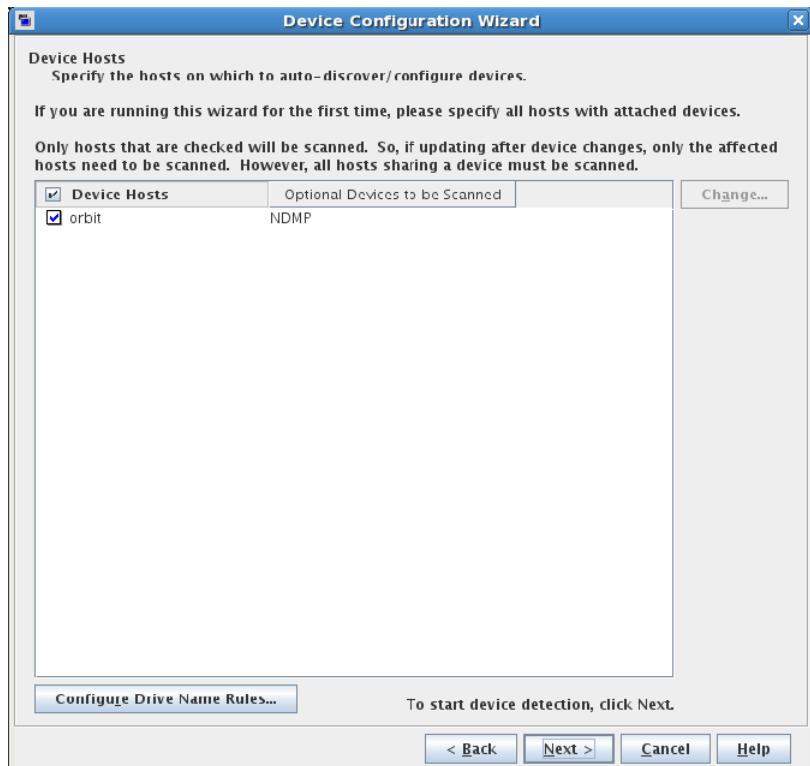 Device Configuration Wizard
Device Hosts
Specify the hosts on which to auto-discover/configure devices.
If you are running this wizard for the first time, please specify all hosts with attached devices.
Only hosts that are checked will be scanned. So, if updating after device changes, only the affected
hosts need to be scanned. However, all hosts sharing a device must be scanned.
Device Hosts Optional Devices to be Scanned Change...
orbit NDMP
Configure Drive Name Rules... To start device detection, click Next.
< Back Next > Cancel Help